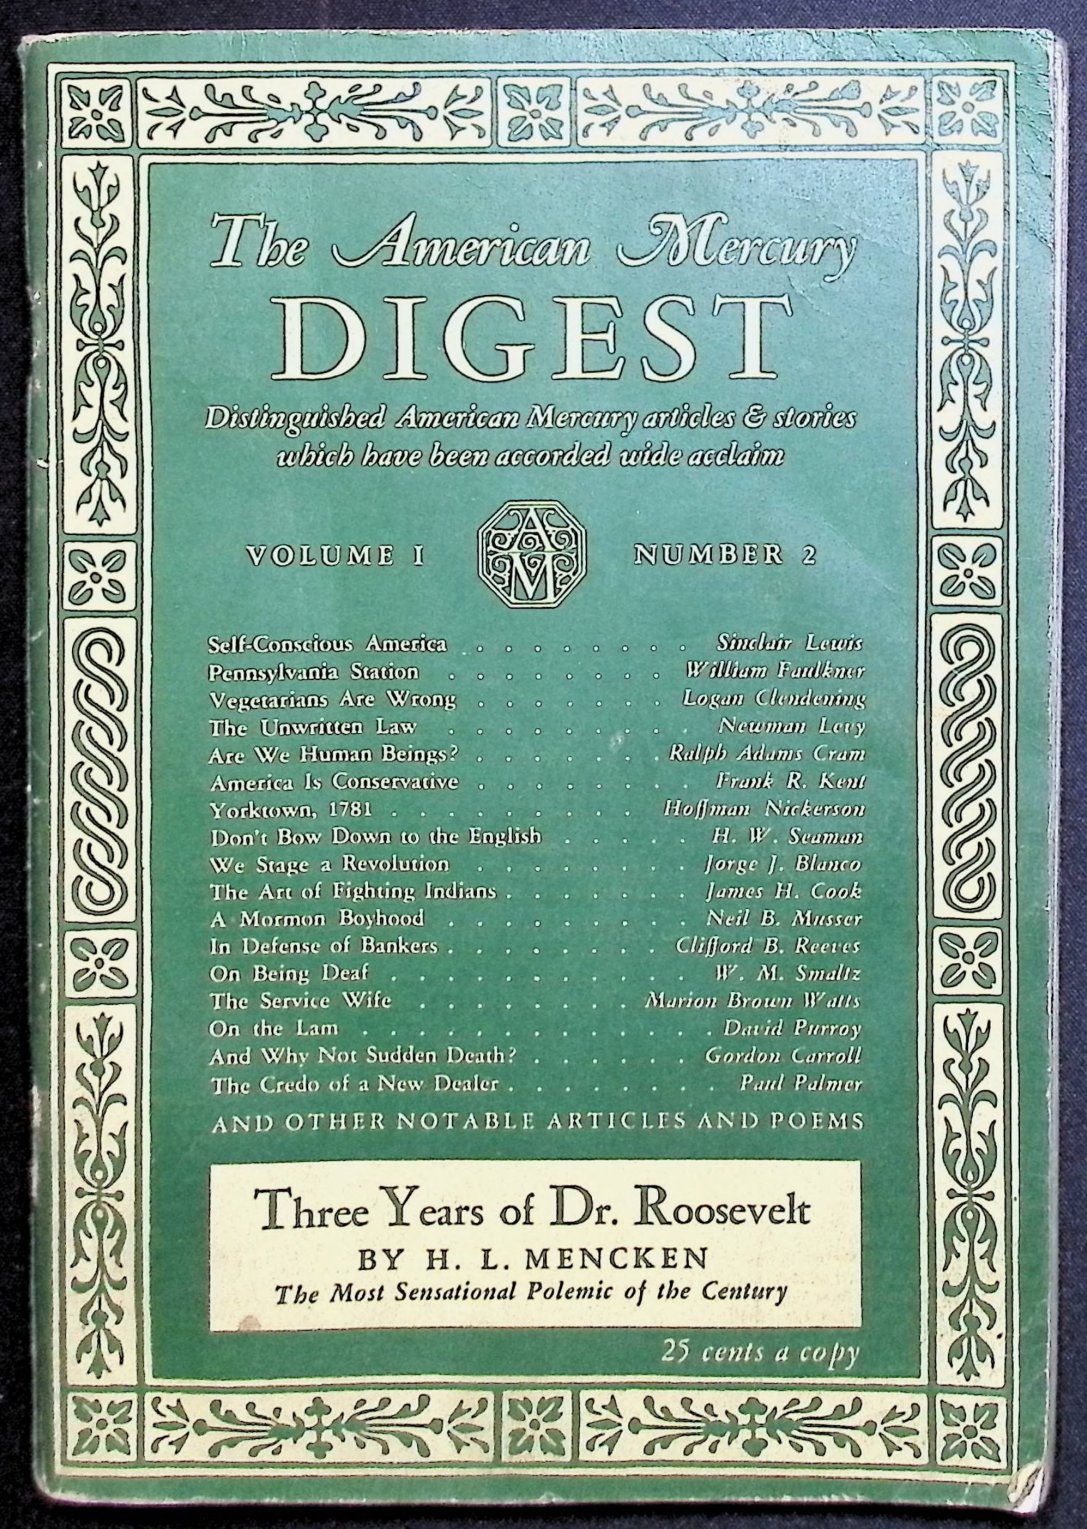 The American Mercury
DIGEST
Distinguished American Mercury articles & stories
which have been accorded wide acclaim
VOLUME I AM NUMBER 2
Self-Conscious America . . . . . . . . Sinclair Lewis
Pennsylvania Station . . . . . . . . William Faulkner
Vegetarians Are Wrong . . . . . . . Logan Clendening
The Unwritten Law . . . . . . . . . Newman Levy
Are We Human Beings? . . . . . . . Ralph Adams Cram
America Is Conservative . . . . . . . . Frank R. Kent
Yorktown, 1781 . . . . . . . . . Hoffman Nickerson
Don't Bow Down to the English . . . . . H. W. Seaman
We Stage a Revolution . . . . . . . . Jorge J. Blanco
The Art of Fighting Indians . . . . . . . James H. Cook
A Mormon Boyhood . . . . . . . . . Neil B. Musser
In Defense of Bankers . . . . . . . . Clifford B. Reeves
On Being Deaf . . . . . . . . . . . W. M. Smaltz
The Service Wife . . . . . . . . Marion Brown Watts
On the Lam . . . . . . . . . . . . . David Purroy
And Why Not Sudden Death? . . . . . . Gordon Carroll
The Credo of a New Dealer . . . . . . . . Paul Palmer
AND OTHER NOTABLE ARTICLES AND POEMS
Three Years of Dr. Roosevelt
BY H. L. MENCKEN
The Most Sensational Polemic of the Century
25 cents a copy